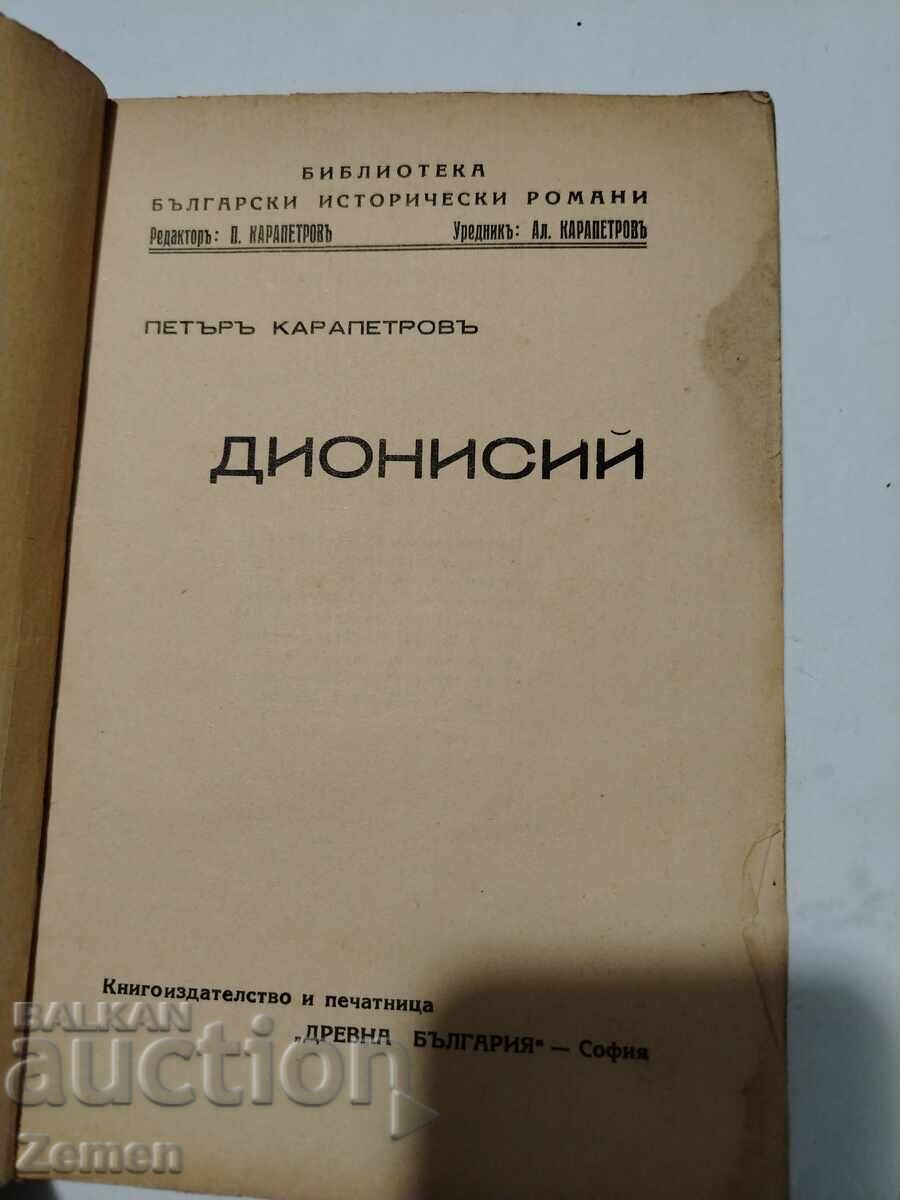 БИБЛИОТЕКА
БЪЛГАРСКИ ИСТОРИЧЕСКИ РОМАНИ
Редакторъ: П. КАРАПЕТРОВЪ Уредникъ: Ал. КАРАПЕТРОВЪ
ПЕТЪРЪ КАРАПЕТРОВЪ
ДИОНИСИЙ
Книгоиздателство и печатница
„ДРЕВНА БЪЛГАРИЯ“ — София
BALKAN
auction
Zemen